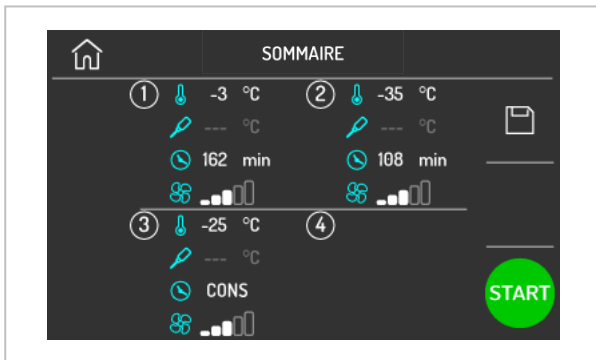 SOMMAIRE
1 -3 °C 2 -35 °C
--- °C --- °C
162 min 108 min
3 -25 °C 4
--- °C
CONS
START